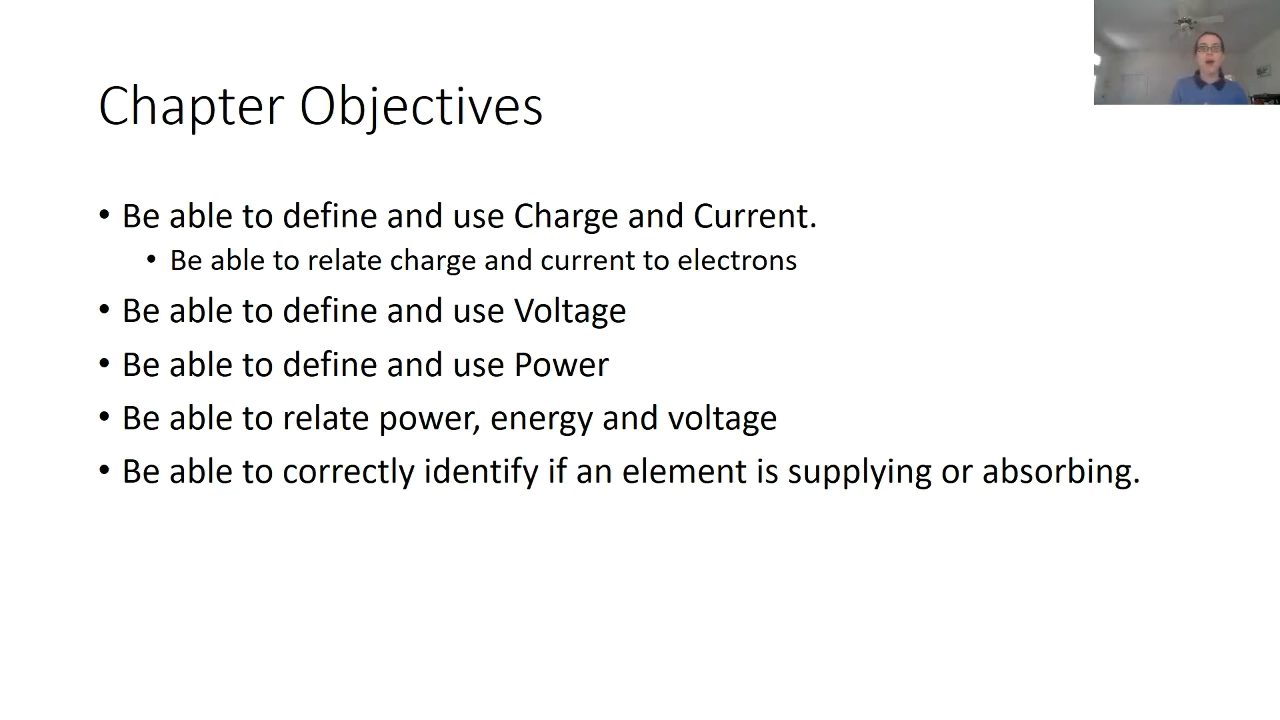 Chapter Objectives
• Be able to define and use Charge and Current.
• Be able to relate charge and current to electrons
• Be able to define and use Voltage
• Be able to define and use Power
• Be able to relate power, energy and voltage
• Be able to correctly identify if an element is supplying or absorbing.